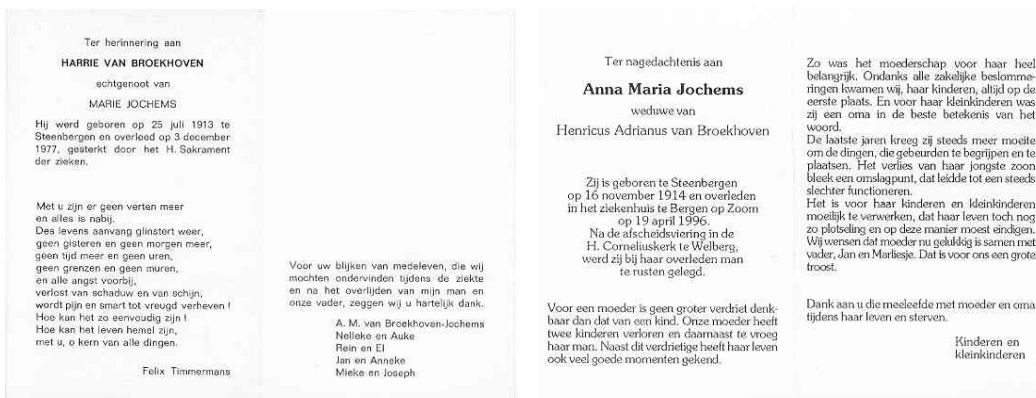 Ter herinnering aan
HARRIE VAN BROEKHOVEN
echtgenoot van
MARIE JOCHEMS
Hij werd geboren op 25 juli 1913 te
Steenbergen en overleed op 3 december
1977, gesterkt door het H. Sakrament
der zieken.
Met u zijn er geen verten meer
en alles is nabij.
Des levens aanvang glinstert weer,
geen gisteren en geen morgen meer,
geen tijd meer en geen uren,
geen grenzen en geen muren,
en alle angst voorbij,
verlost van schaduw en van schijn,
wordt pijn en smart tot vreugd verheven !
Hoe kan het zo eenvoudig zijn !
Hoe kan het leven hemel zijn,
met u, o kern van alle dingen.
Felix Timmermans
Voor uw blijken van medeleven, die wij
mochten ondervinden tijdens de ziekte
en na het overlijden van mijn man en
onze vader, zeggen wij u hartelijk dank.
A. M. van Broekhoven-Jochems
Nelleke en Auke
Rein en El
Jan en Anneke
Mieke en Joseph
Ter nagedachtenis aan
Anna Maria Jochems
weduwe van
Henricus Adrianus van Broekhoven
Zij is geboren te Steenbergen
op 16 november 1914 en overleden
in het ziekenhuis te Bergen op Zoom
op 19 april 1996.
Na de afscheidsviering in de
H. Corneliuskerk te Welberg,
werd zij bij haar overleden man
te rusten gelegd.
Voor een moeder is geen groter verdriet denk-
baar dan dat van een kind. Onze moeder heeft
twee kinderen verloren en daarnaast te vroeg
haar man. Naast dit verdrietige heeft haar leven
ook veel goede momenten gekend.
Zo was het moederschap voor haar heel
belangrijk. Ondanks alle zakelijke beslomme-
ringen kwamen wij, haar kinderen, altijd op de
eerste plaats. En voor haar kleinkinderen was
zij een oma in de beste betekenis van het
woord.
De laatste jaren kreeg zij steeds meer moeite
om de dingen, die gebeurden te begrijpen en te
plaatsen. Het verlies van haar jongste zoon
bleek een omslagpunt, dat leidde tot een steeds
slechter functioneren.
Het is voor haar kinderen en kleinkinderen
moeilijk te verwerken, dat haar leven toch nog
zo plotseling en op deze manier moest eindigen.
Wij wensen dat moeder nu gelukkig is samen met
vader, Jan en Marliesje. Dat is voor ons een grote
troost.
Dank aan u die meeleefde met moeder en oma
tijdens haar leven en sterven.
Kinderen en
kleinkinderen